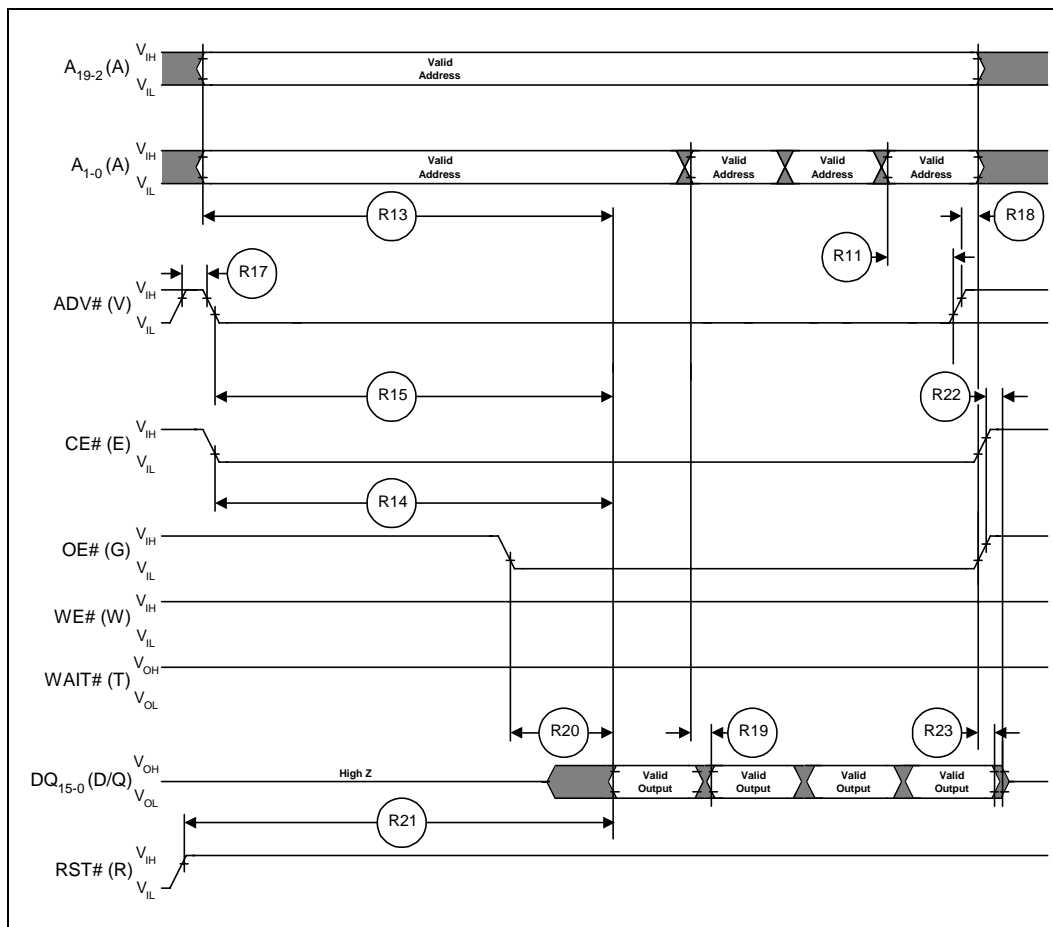 A19-2 (A) VIH VIL
Valid Address
A1-0 (A) VIH VIL
Valid Address
Valid Address
Valid Address
Valid Address
R13
R18
R11
R17
ADV# (V) VIH VIL
R15
R22
CE# (E) VIH VIL
R14
OE# (G) VIH VIL
WE# (W) VIH VIL
WAIT# (T) VOH VOL
R20
R19
R23
DQ15-0 (D/Q) VOH VOL
High Z
Valid Output
Valid Output
Valid Output
Valid Output
R21
RST# (R) VIH VIL